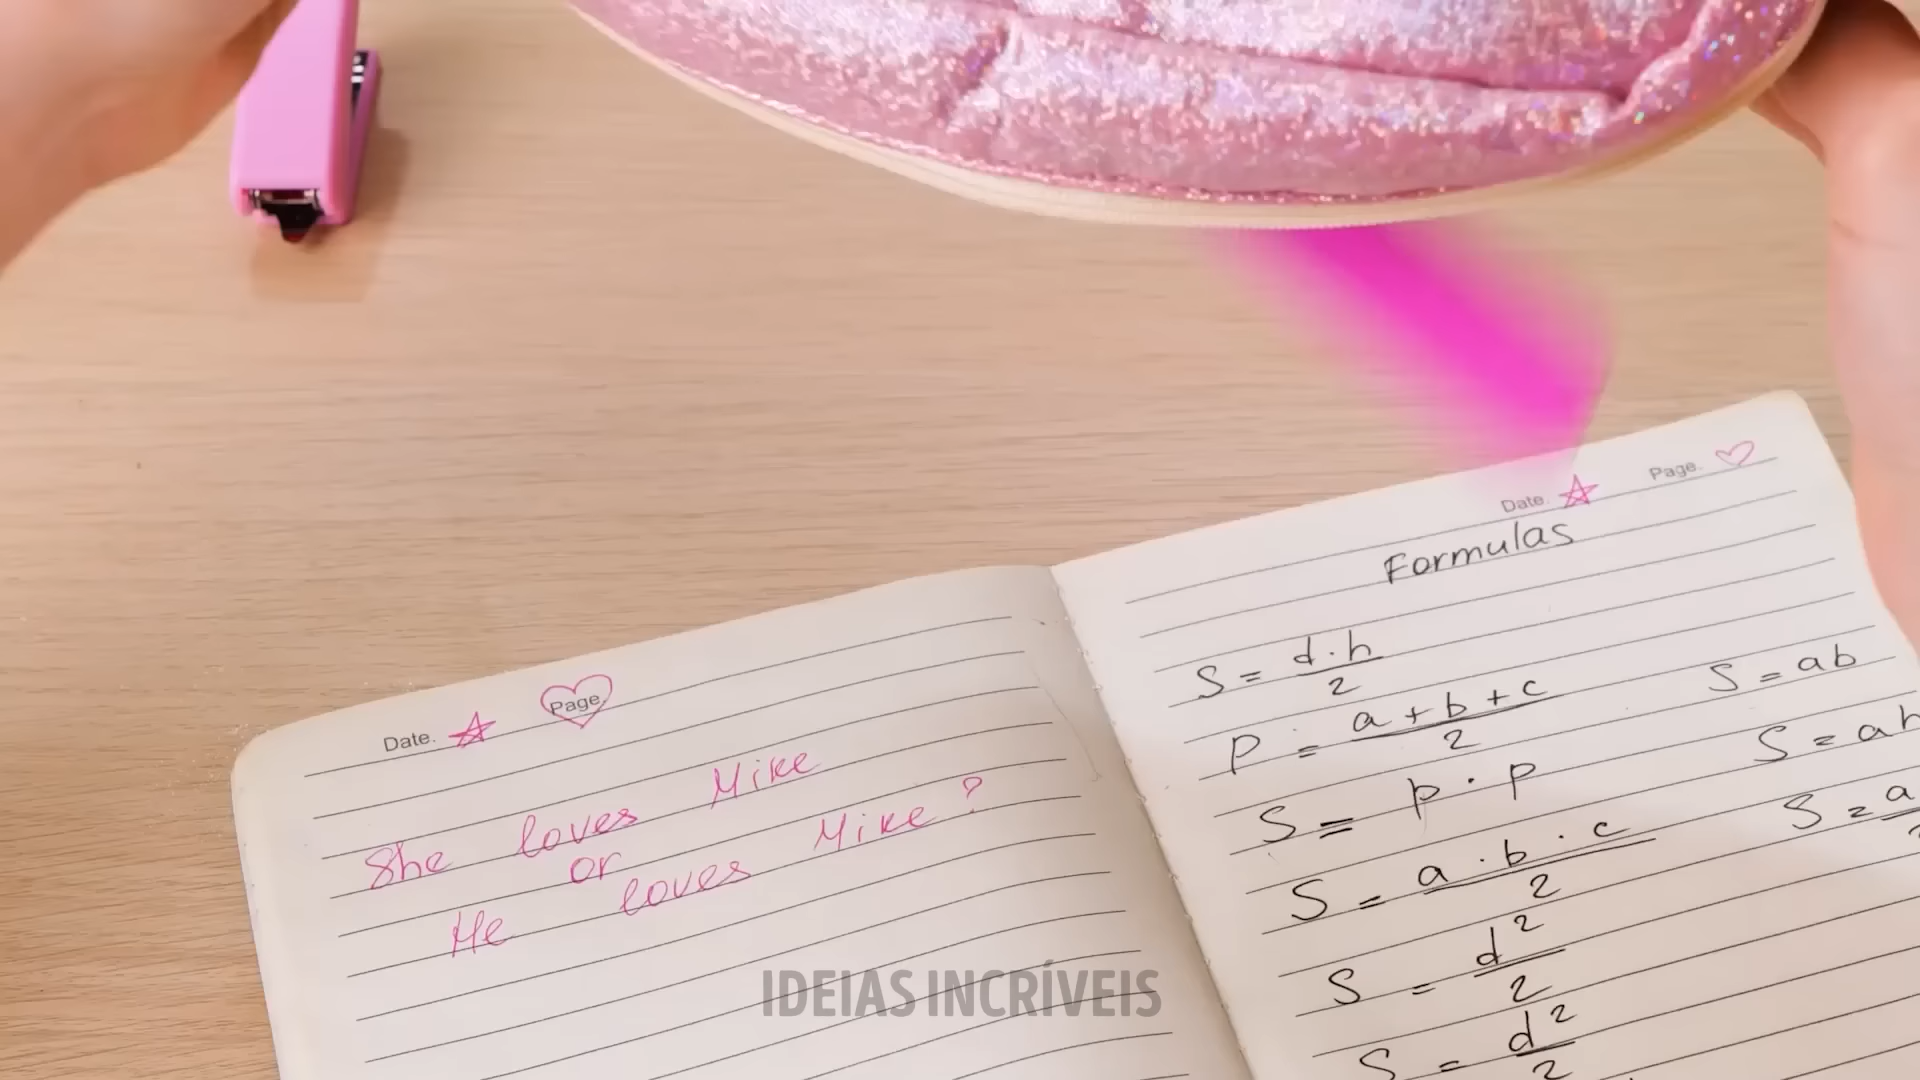 Date.
Page.
She loves Mike
or
He loves Mike?
Date.
Page.
Formulas
S = d·h/2
P = a+b+c/2
S = p·p
S = a·b·c/2
S = d²/2
S = d²/2
S = ab
S = ah
S = a
IDEIAS INCRÍVEIS